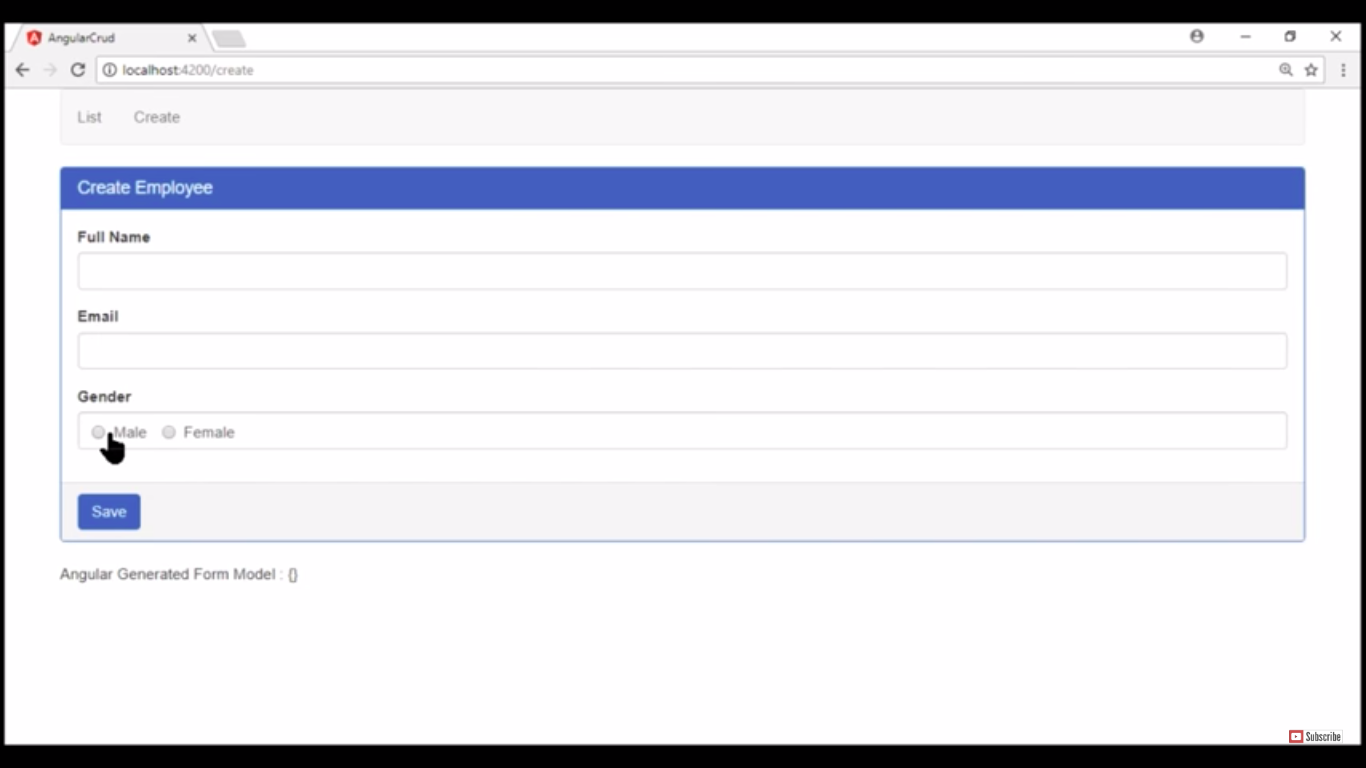 AngularCrud
localhost:4200/create
List Create
Create Employee
Full Name
Email
Gender
Male Female
Save
Angular Generated Form Model : {}
Subscribe